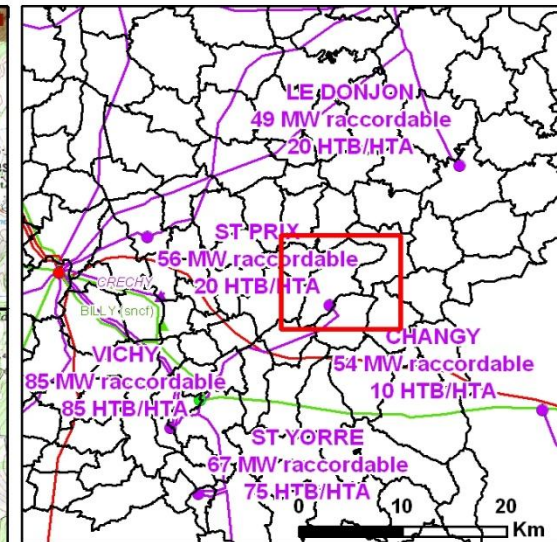 LE DONJON
49 MW raccordable
20 HTB/HTA
ST PRIX
56 MW raccordable
20 HTB/HTA
CRECHY
BILLY (sncf)
VICHY
85 MW raccordable
85 HTB/HTA
CHANGY
54 MW raccordable
10 HTB/HTA
ST YORRE
67 MW raccordable
75 HTB/HTA
0 10 20
Km